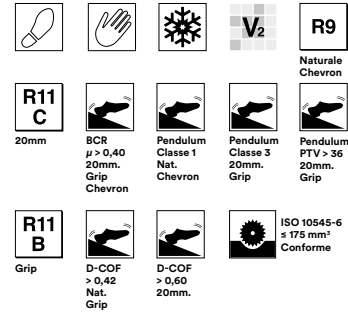 V2
R9
Naturale
Chevron
R11
C
20mm
BCR
μ > 0,40
20mm.
Grip
Chevron
Pendulum
Classe 1
Nat.
Chevron
Pendulum
Classe 3
20mm.
Grip
Pendulum
PTV > 36
20mm.
Grip
R11
B
Grip
D-COF
> 0,42
Nat.
Grip
D-COF
> 0,60
20mm.
ISO 10545-6
≤ 175 mm³
Conforme